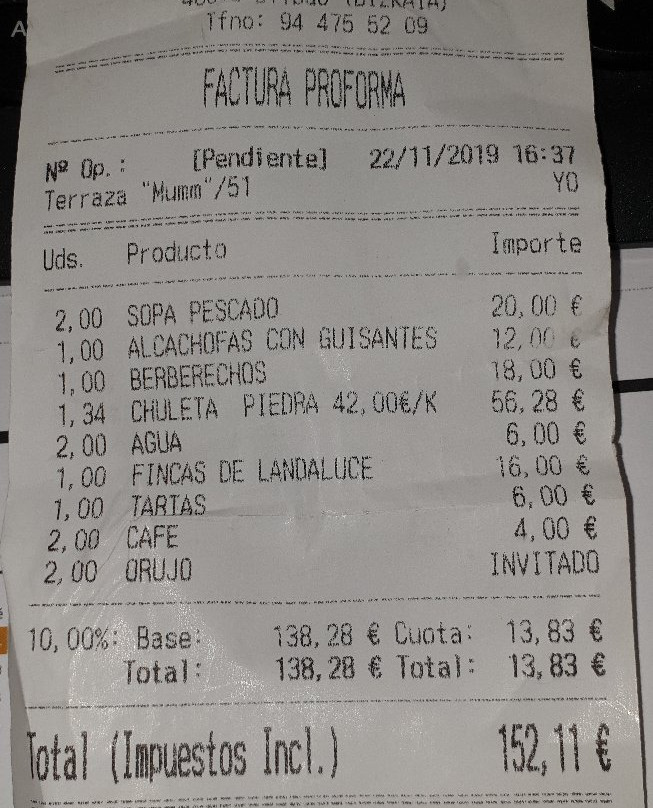 Tfno: 94 475 52 09
FACTURA PROFORMA
Nº Op.: [Pendiente] 22/11/2019 16:37
Terraza "Mumm"/51 YO
Uds. Producto Importe
2,00 SOPA PESCADO 20,00 €
1,00 ALCACHOFAS CON GUISANTES 12,00 €
1,00 BERBERECHOS 18,00 €
1,34 CHULETA PIEDRA 42,00€/K 56,28 €
2,00 AGUA 6,00 €
1,00 FINCAS DE LANDALUCE 16,00 €
1,00 TARTAS 6,00 €
2,00 CAFE 4,00 €
2,00 ORUJO INVITADO
10,00%: Base: 138,28 € Cuota: 13,83 €
Total: 138,28 € Total: 13,83 €
Total (Impuestos Incl.) 152,11 €